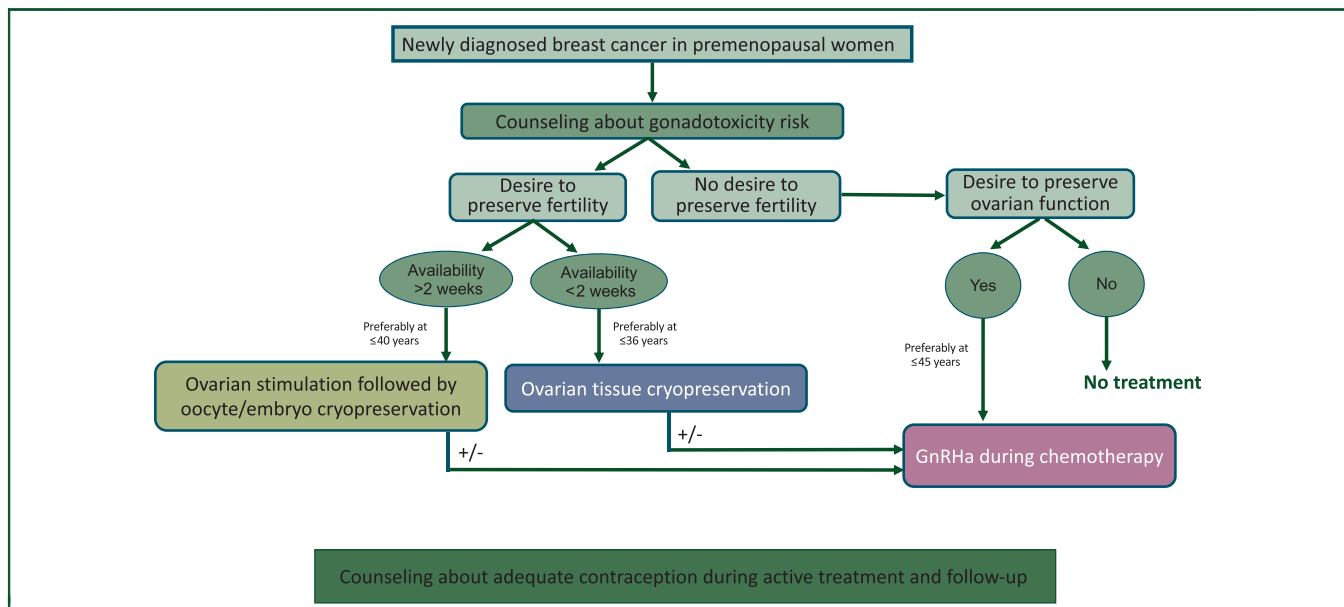 Newly diagnosed breast cancer in premenopausal women
Counseling about gonadotoxicity risk
Desire to
preserve fertility
No desire to
preserve fertility
Desire to preserve
ovarian function
Availability
>2 weeks
Availability
<2 weeks
Yes
No
Preferably at
≤40 years
Preferably at
≤36 years
Preferably at
≤45 years
No treatment
Ovarian stimulation followed by
oocyte/embryo cryopreservation
Ovarian tissue cryopreservation
+/-
+/-
GnRHa during chemotherapy
Counseling about adequate contraception during active treatment and follow-up